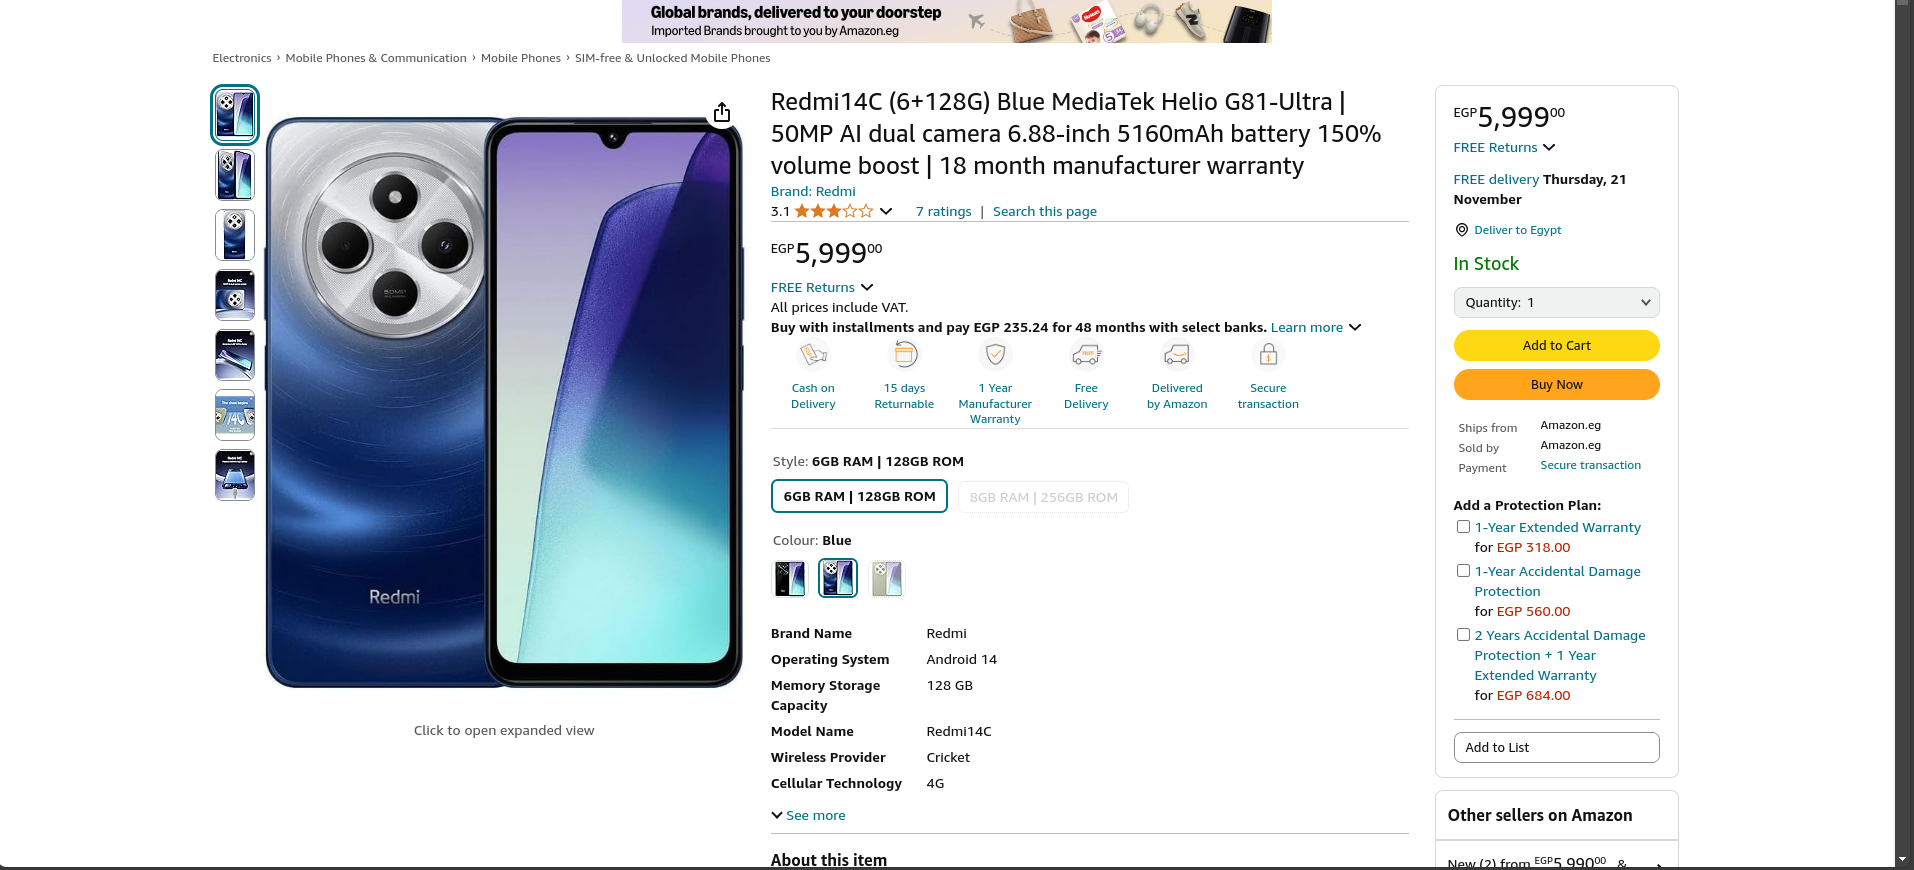 Global brands, delivered to your doorstep
Imported Brands brought to you by Amazon.eg
Electronics › Mobile Phones & Communication › Mobile Phones › SIM-free & Unlocked Mobile Phones
Redmi14C (6+128G) Blue MediaTek Helio G81-Ultra |
50MP AI dual camera 6.88-inch 5160mAh battery 150%
volume boost | 18 month manufacturer warranty
Brand: Redmi
3.1
7 ratings | Search this page
EGP5,99900
FREE Returns
All prices include VAT.
Buy with installments and pay EGP 235.24 for 48 months with select banks. Learn more
Cash on
Delivery
15 days
Returnable
1 Year
Manufacturer
Warranty
Free
Delivery
Delivered
by Amazon
Secure
transaction
Style: 6GB RAM | 128GB ROM
6GB RAM | 128GB ROM
8GB RAM | 256GB ROM
Colour: Blue
Brand Name Redmi
Operating System Android 14
Memory Storage
Capacity
128 GB
Model Name Redmi14C
Wireless Provider Cricket
Cellular Technology 4G
See more
About this item
Redmi
Click to open expanded view
EGP5,99900
FREE Returns
FREE delivery Thursday, 21
November
Deliver to Egypt
In Stock
Quantity: 1
Add to Cart
Buy Now
Ships from Amazon.eg
Sold by Amazon.eg
Payment Secure transaction
Add a Protection Plan:
1-Year Extended Warranty
for EGP 318.00
1-Year Accidental Damage
Protection
for EGP 560.00
2 Years Accidental Damage
Protection + 1 Year
Extended Warranty
for EGP 684.00
Add to List
Other sellers on Amazon
New (2) from EGP5,99000 &